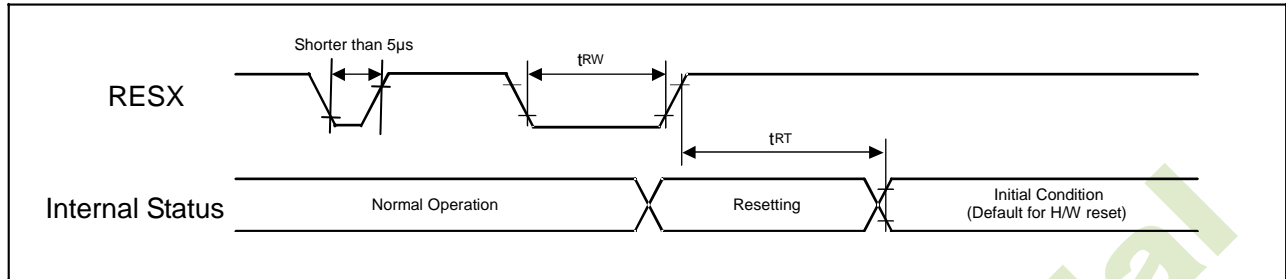 Shorter than 5µs
tRW
RESX
tRT
Internal Status
Normal Operation
Resetting
Initial Condition
(Default for H/W reset)